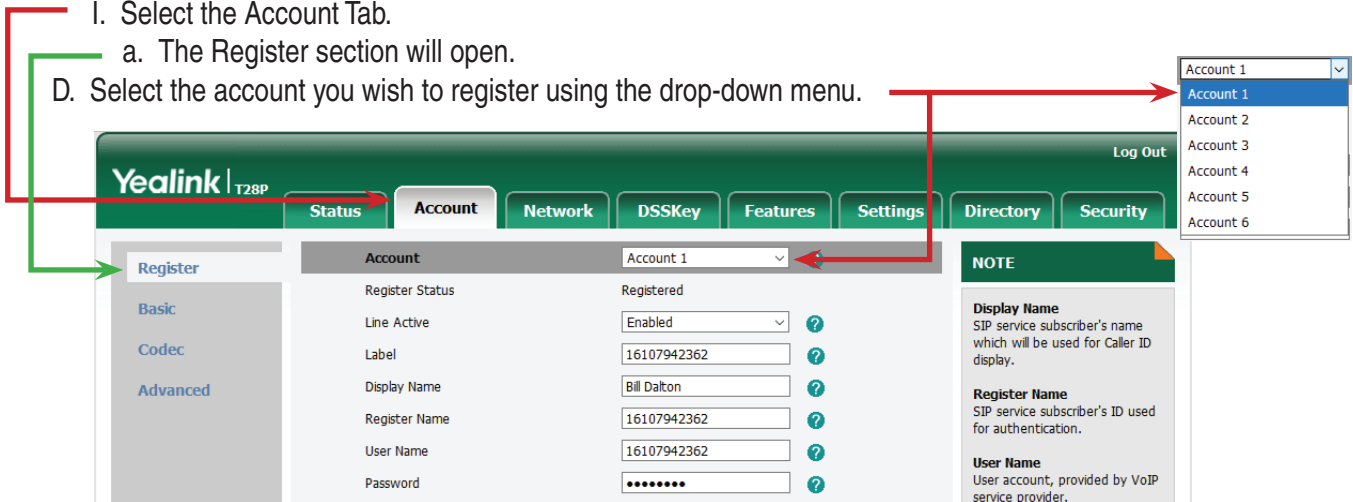 I. Select the Account Tab.
a. The Register section will open.
D. Select the account you wish to register using the drop-down menu.
Account 1
Account 1
Account 2
Account 3
Account 4
Account 5
Account 6
Log Out
Yealink | T28P
Status Account Network DSSKey Features Settings Directory Security
Register
Basic
Codec
Advanced
Account Account 1
Register Status Registered
Line Active Enabled ?
Label 16107942362 ?
Display Name Bill Dalton ?
Register Name 16107942362 ?
User Name 16107942362 ?
Password •••••••• ?
NOTE
Display Name
SIP service subscriber's name
which will be used for Caller ID
display.
Register Name
SIP service subscriber's ID used
for authentication.
User Name
User account, provided by VoIP
service provider.